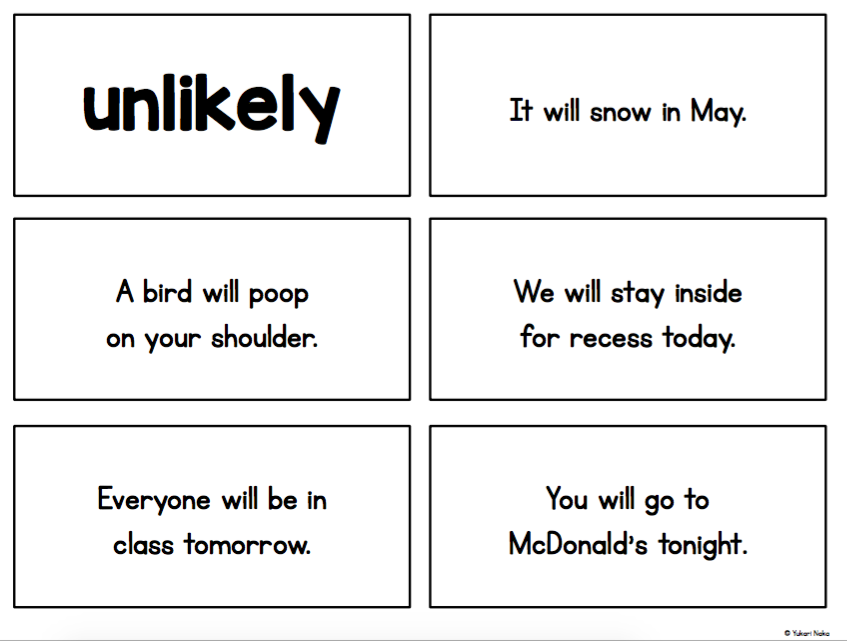 unlikely
It will snow in May.
A bird will poop
on your shoulder.
We will stay inside
for recess today.
Everyone will be in
class tomorrow.
You will go to
McDonald's tonight.
© Yukari Naka